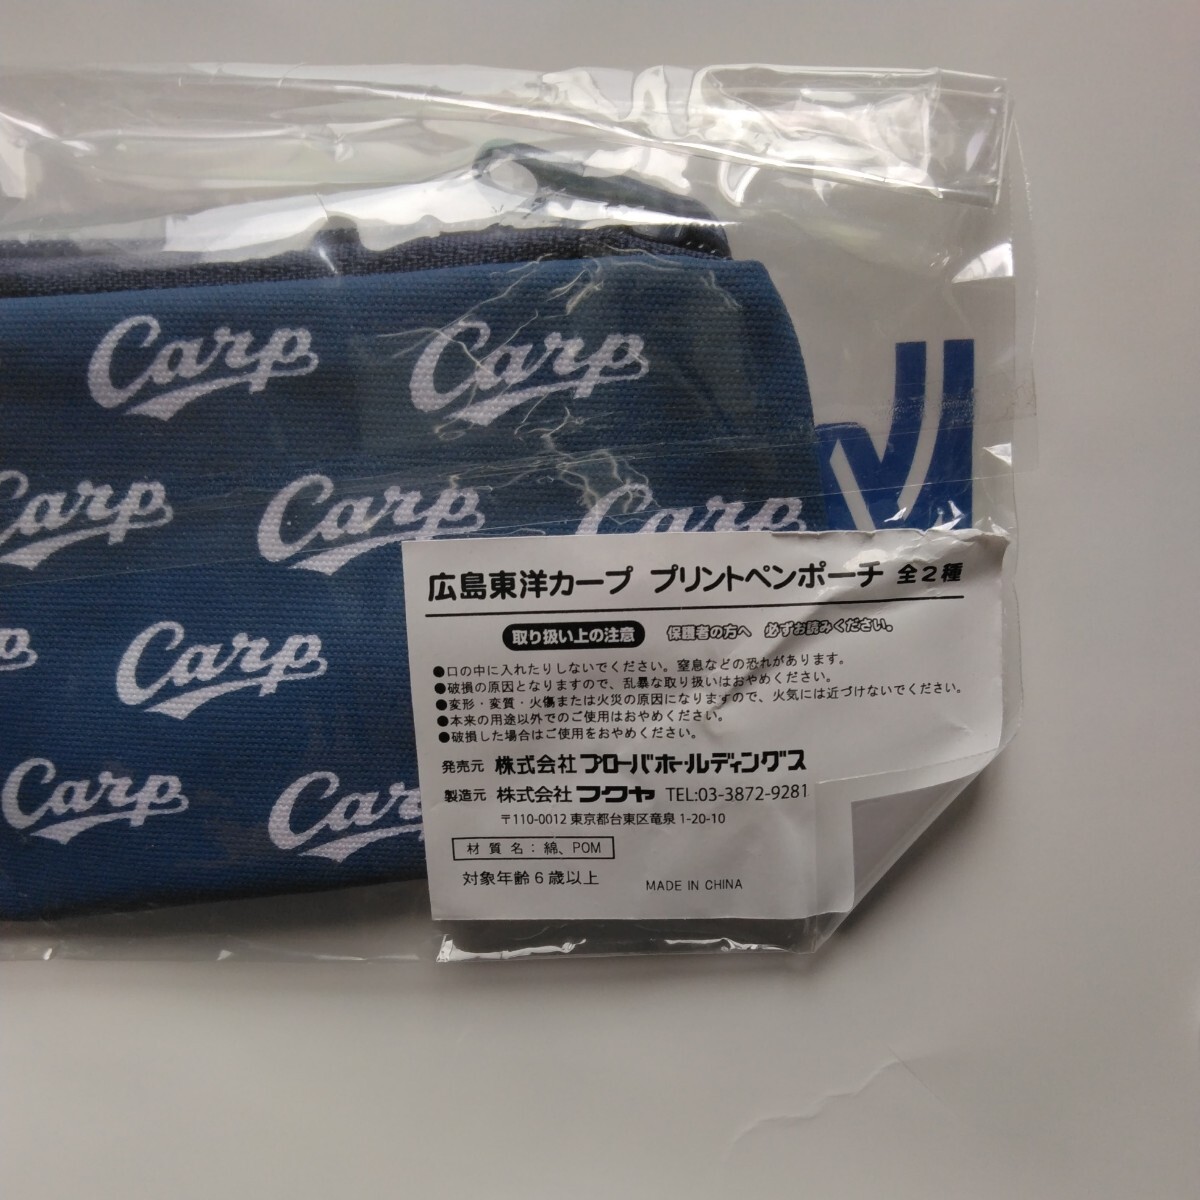 Carp Carp
Carp Carp Carp
Carp
Carp Carp
広島東洋カープ プリントペンポーチ 全2種
取り扱い上の注意 保護者の方へ 必ずお読みください。
●口の中に入れたりしないでください。窒息などの恐れがあります。
●破損の原因となりますので、乱暴な取り扱いはおやめください。
●変形・変質・火傷または火災の原因になりますので、火気には近づけないでください。
●本来の用途以外でのご使用はおやめください。
●破損した場合はご使用をおやめください。
発売元 株式会社プローバホールディングス
製造元 株式会社フクヤ TEL:03-3872-9281
〒110-0012 東京都台東区竜泉 1-20-10
材質名:綿、POM
対象年齢6歳以上 MADE IN CHINA